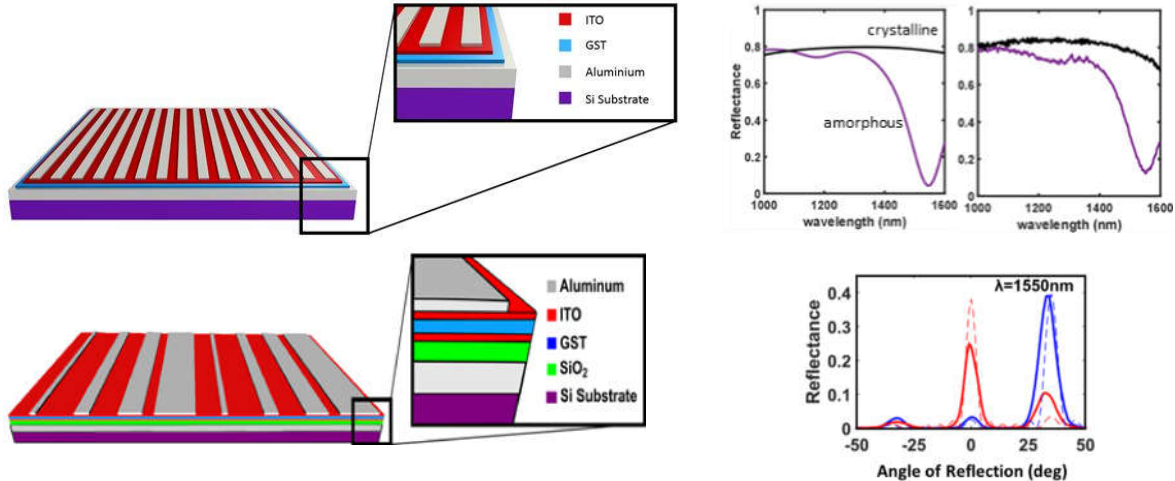 ITO
GST
Aluminium
Si Substrate
crystalline
amorphous
Reflectance
1
0.8
0.6
0.4
0.2
0
1000 1200 1400 1600
wavelength (nm)
1
0.8
0.6
0.4
0.2
0
1000 1200 1400 1600
wavelength (nm)
Aluminum
ITO
GST
SiO₂
Si Substrate
λ=1550nm
Reflectance
0.4
0.3
0.2
0.1
0
-50 -25 0 25 50
Angle of Reflection (deg)